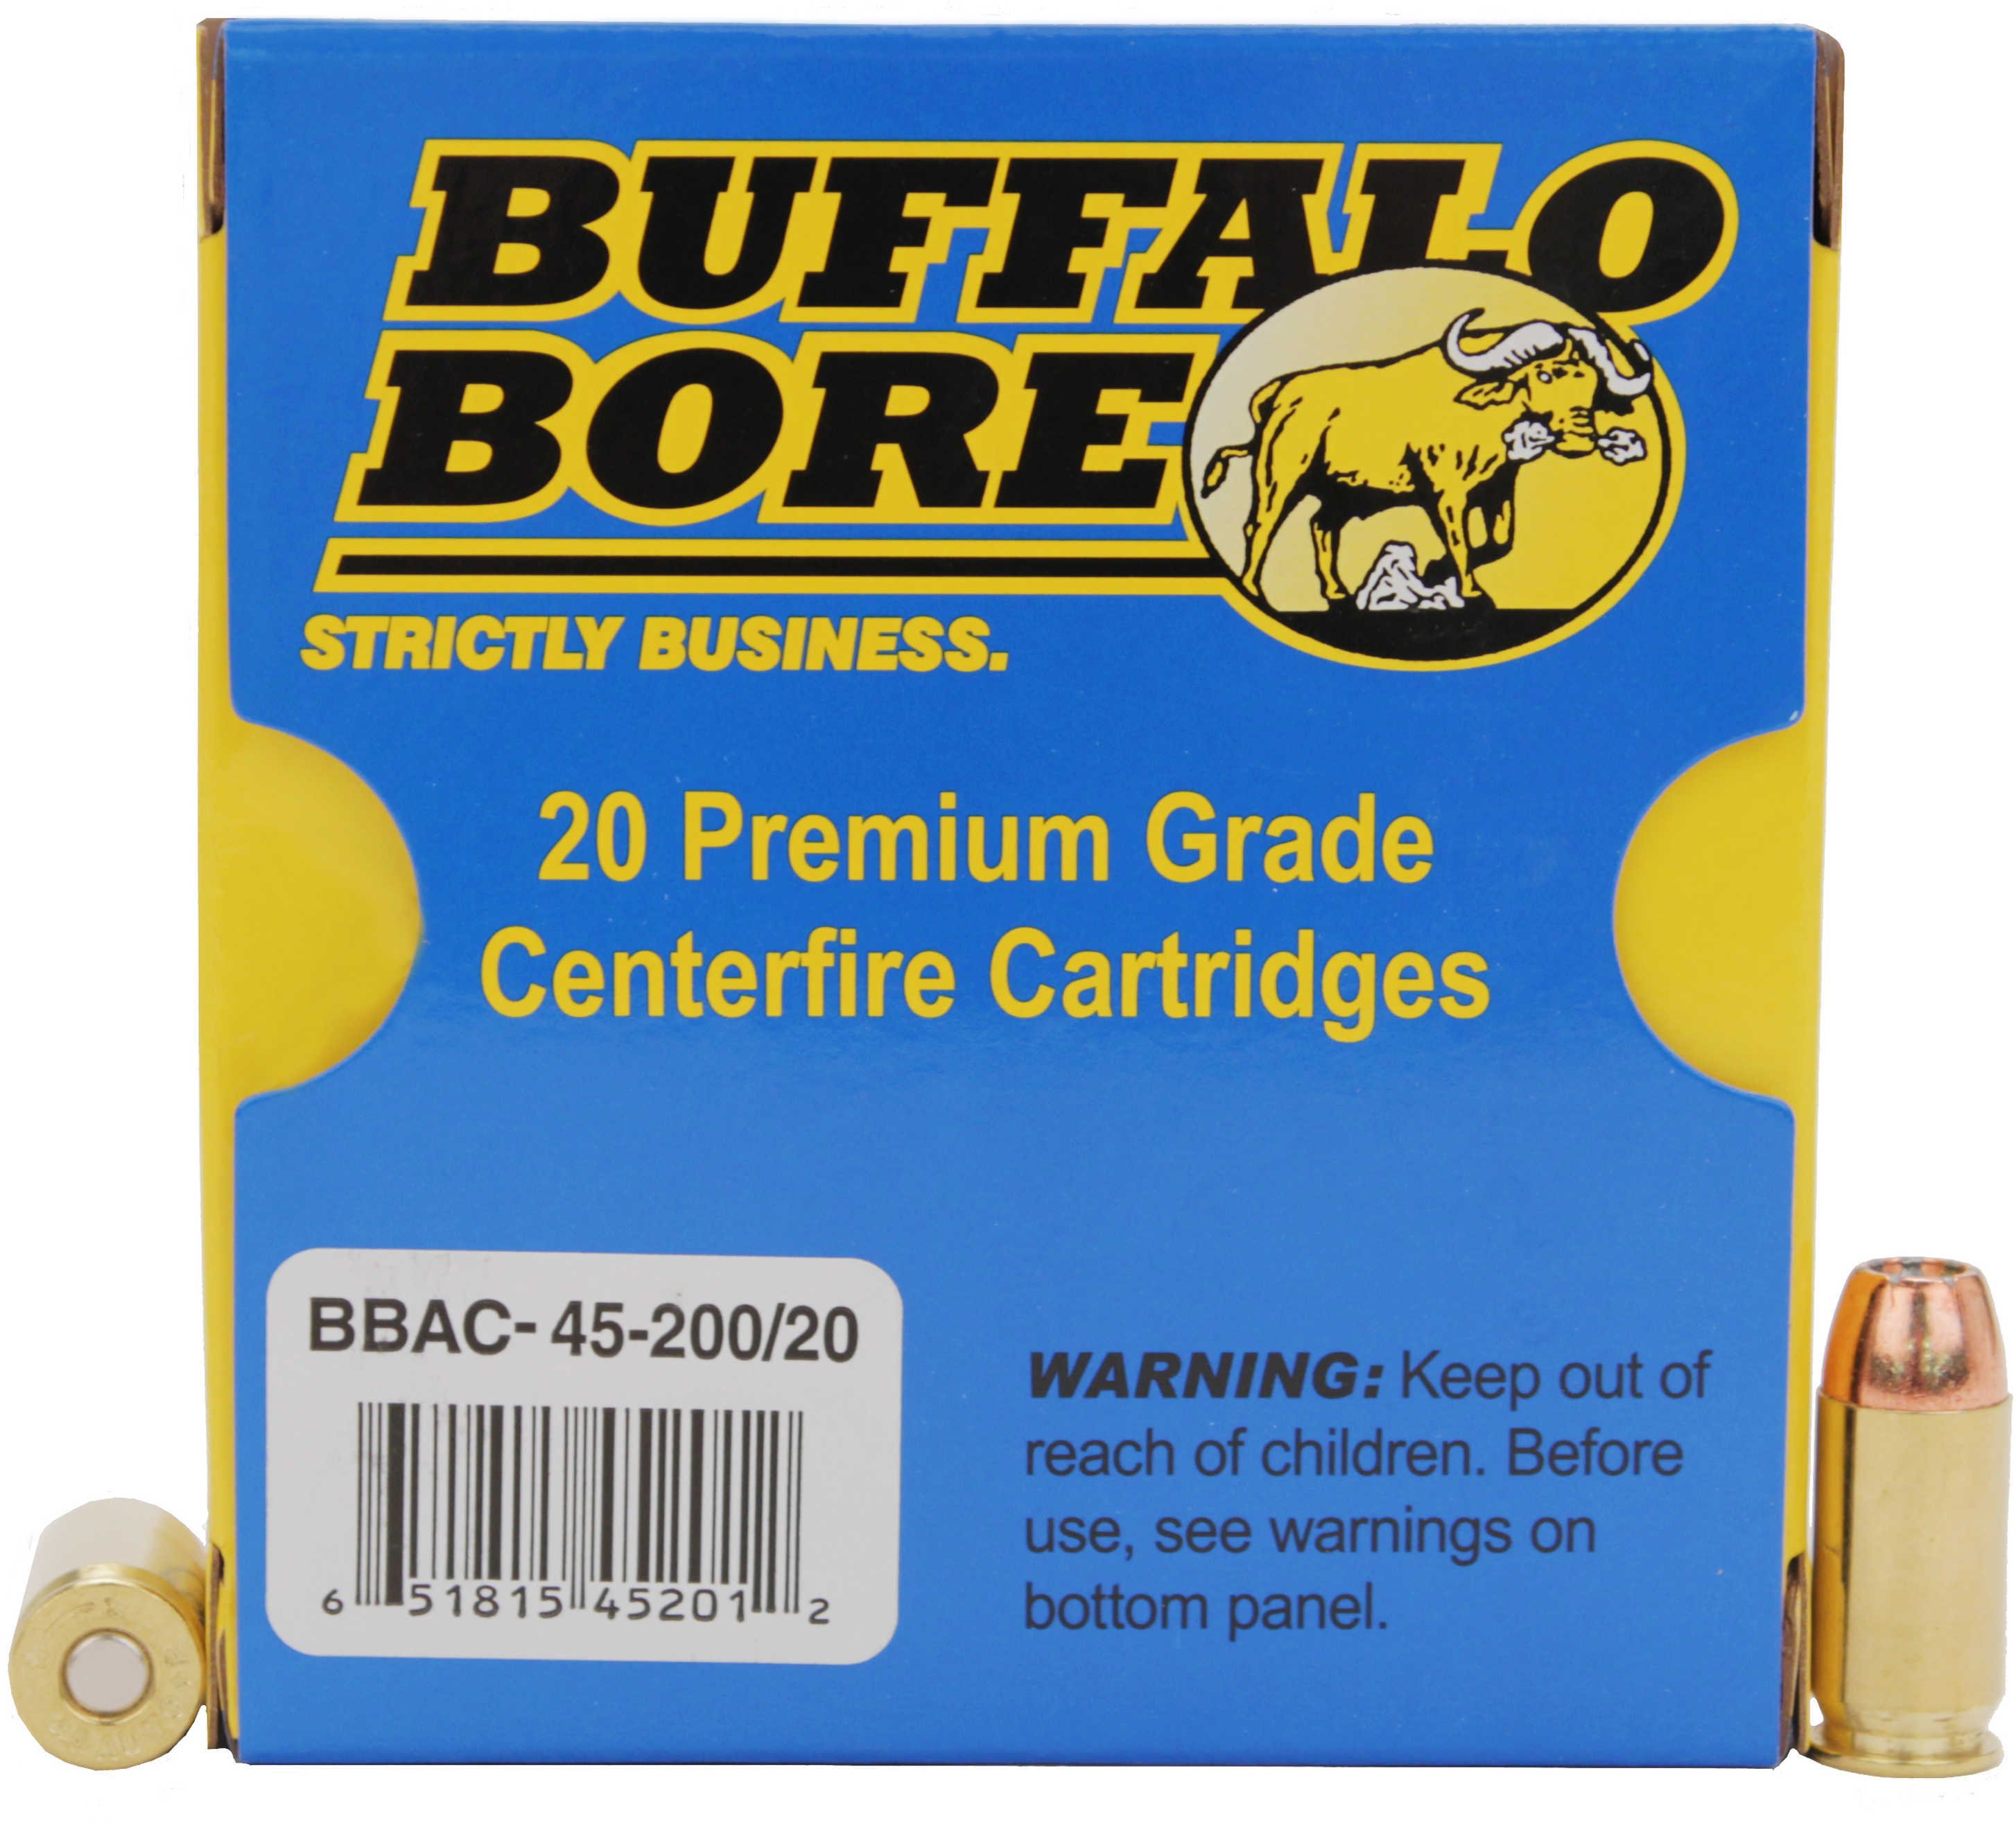 BUFFALO
BORE
STRICTLY BUSINESS.
20 Premium Grade
Centerfire Cartridges
BBAC- 45-200/20
6 51815 45201 2
WARNING: Keep out of
reach of children. Before
use, see warnings on
bottom panel.